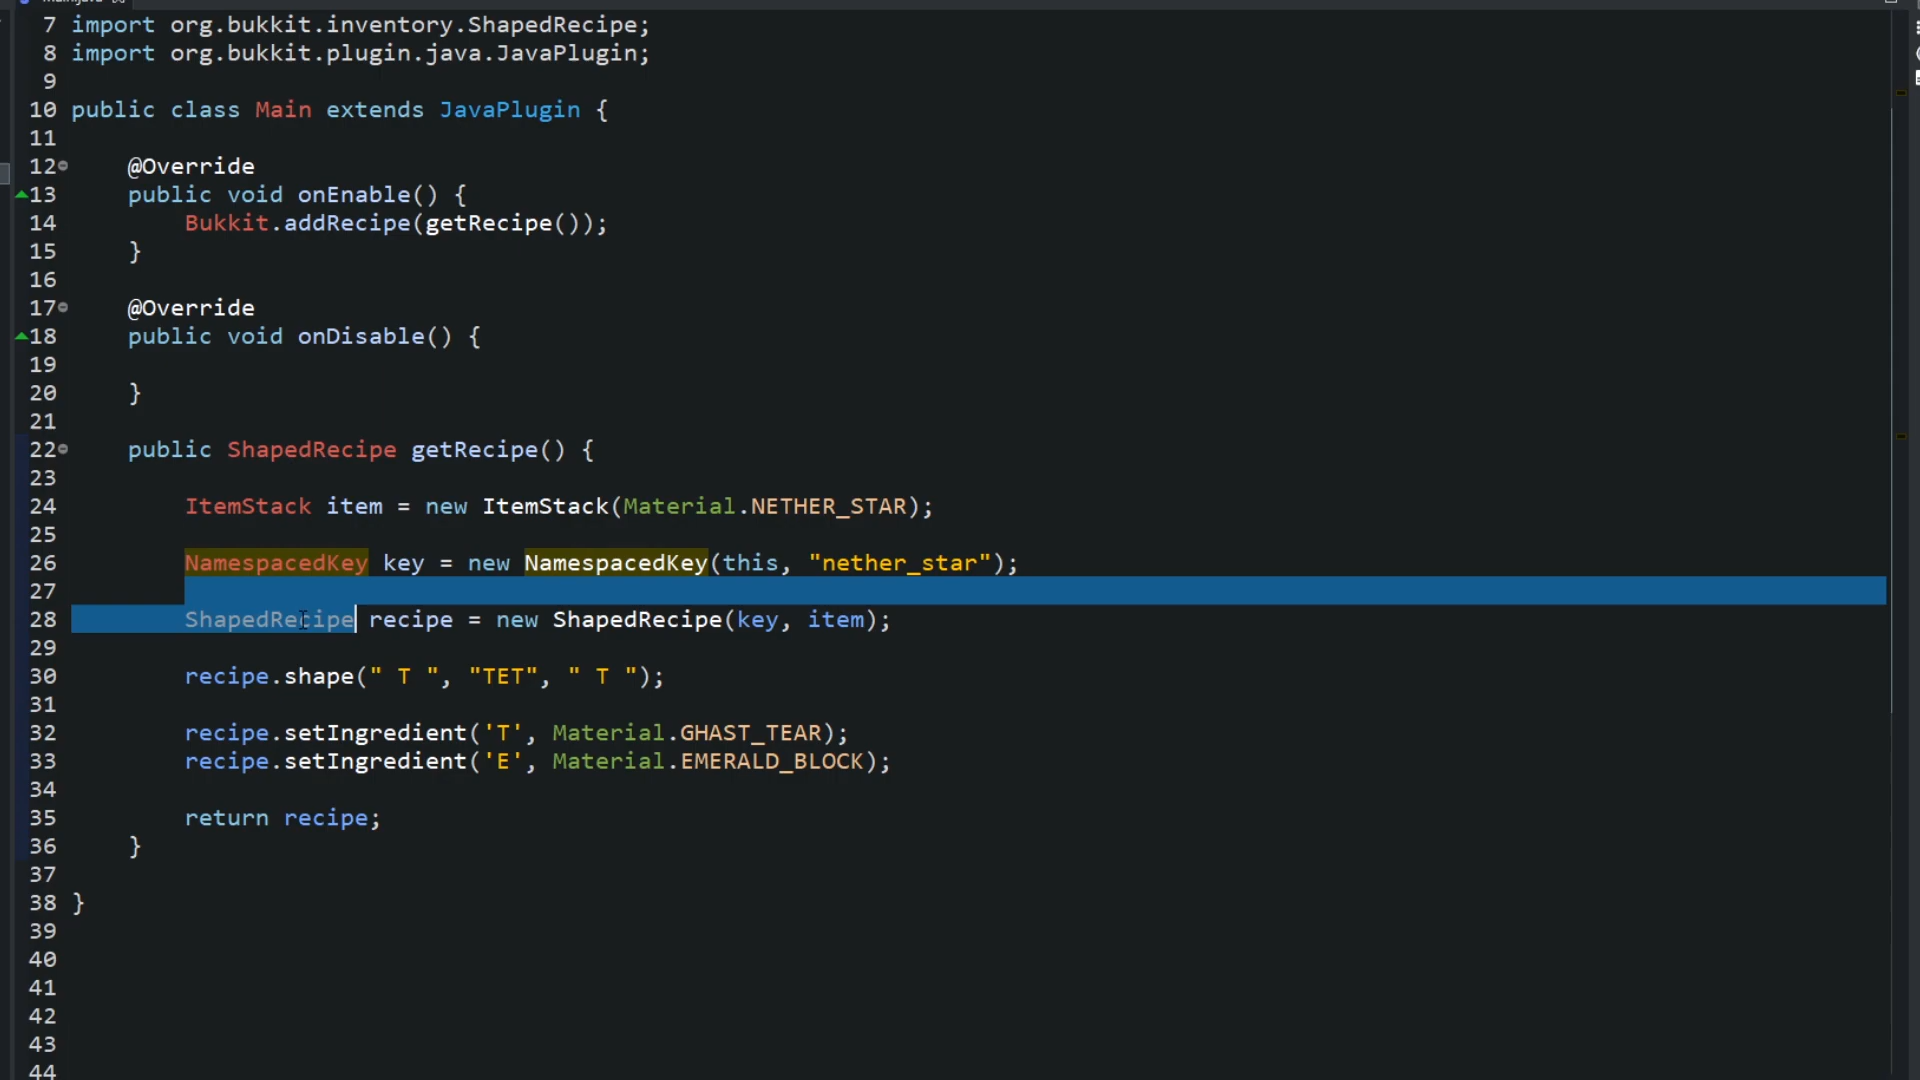 7 import org.bukkit.inventory.ShapedRecipe;
8 import org.bukkit.plugin.java.JavaPlugin;
9
10 public class Main extends JavaPlugin {
11
12 @Override
13 public void onEnable() {
14 Bukkit.addRecipe(getRecipe());
15 }
16
17 @Override
18 public void onDisable() {
19
20 }
21
22 public ShapedRecipe getRecipe() {
23
24 ItemStack item = new ItemStack(Material.NETHER_STAR);
25
26 NamespacedKey key = new NamespacedKey(this, "nether_star");
27
28 ShapedRecipe recipe = new ShapedRecipe(key, item);
29
30 recipe.shape(" T ", "TET", " T ");
31
32 recipe.setIngredient('T', Material.GHAST_TEAR);
33 recipe.setIngredient('E', Material.EMERALD_BLOCK);
34
35 return recipe;
36 }
37
38 }
39
40
41
42
43
44